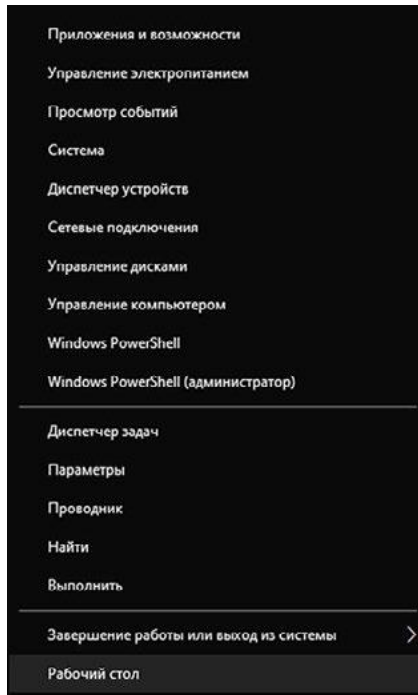 Приложения и возможности
Управление электропитанием
Просмотр событий
Система
Диспетчер устройств
Сетевые подключения
Управление дисками
Управление компьютером
Windows PowerShell
Windows PowerShell (администратор)
Диспетчер задач
Параметры
Проводник
Найти
Выполнить
Завершение работы или выход из системы
Рабочий стол